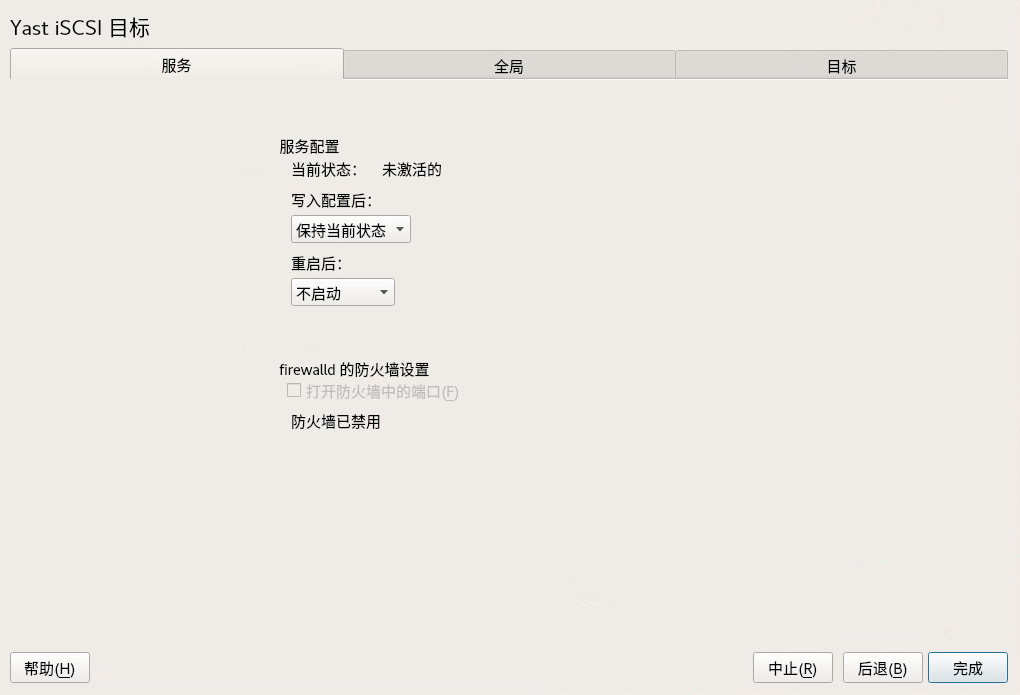 Yast iSCSI 目标
服务 全局 目标
服务配置
当前状态： 未激活的
写入配置后：
保持当前状态
重启后：
不启动
firewalld 的防火墙设置
打开防火墙中的端口(F)
防火墙已禁用
帮助(H) 中止(R) 后退(B) 完成